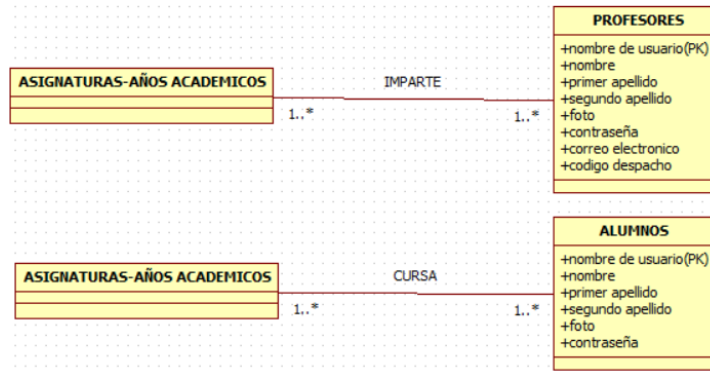 PROFESORES
+nombre de usuario(PK)
+nombre
+primer apellido
+segundo apellido
+foto
+contraseña
+correo electronico
+codigo despacho
ASIGNATURAS-AÑOS ACADEMICOS
IMPARTE
1..*
1..*
ALUMNOS
+nombre de usuario(PK)
+nombre
+primer apellido
+segundo apellido
+foto
+contraseña
ASIGNATURAS-AÑOS ACADEMICOS
CURSA
1..*
1..*